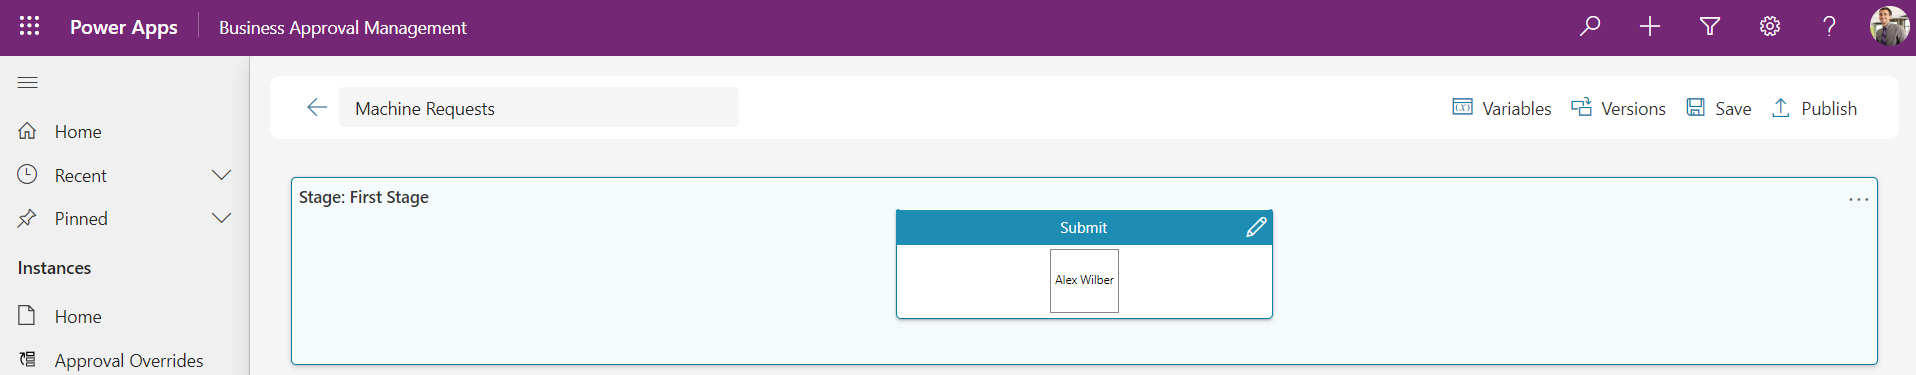 Power Apps
Business Approval Management
Machine Requests
Variables
Versions
Save
Publish
Home
Recent
Pinned
Instances
Home
Approval Overrides
Stage: First Stage
Submit
Alex Wilber